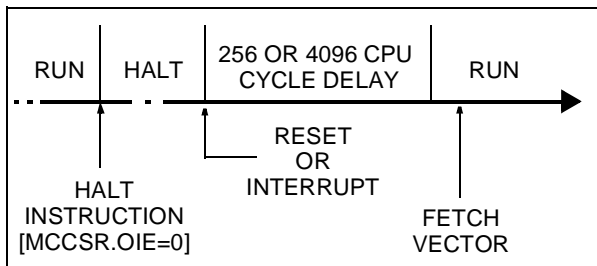 RUN
HALT
256 OR 4096 CPU
CYCLE DELAY
RUN
RESET
OR
INTERRUPT
HALT
INSTRUCTION
[MCCSR.OIE=0]
FETCH
VECTOR